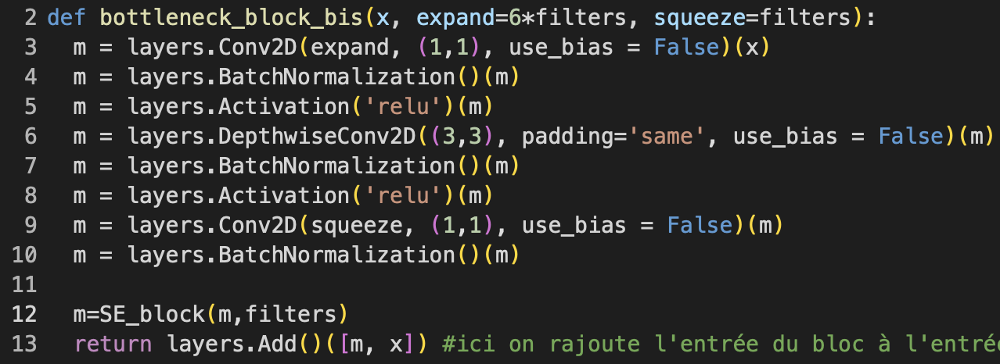 2 def bottleneck_block_bis(x, expand=6*filters, squeeze=filters):
3   m = layers.Conv2D(expand, (1,1), use_bias = False)(x)
4   m = layers.BatchNormalization()(m)
5   m = layers.Activation('relu')(m)
6   m = layers.DepthwiseConv2D((3,3), padding='same', use_bias = False)(m)
7   m = layers.BatchNormalization()(m)
8   m = layers.Activation('relu')(m)
9   m = layers.Conv2D(squeeze, (1,1), use_bias = False)(m)
10   m = layers.BatchNormalization()(m)
11
12   m=SE_block(m,filters)
13   return layers.Add()([m, x]) #ici on rajoute l'entrée du bloc à l'entrée